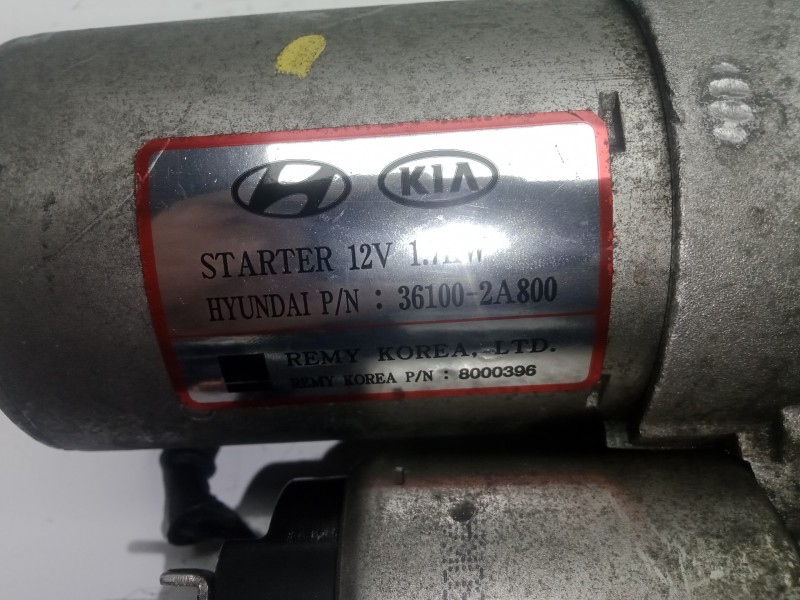 KIA
STARTER 12V
HYUNDAI P/N : 36100-2A800
REMY KOREA, LTD.
REMY KOREA P/N : 8000396